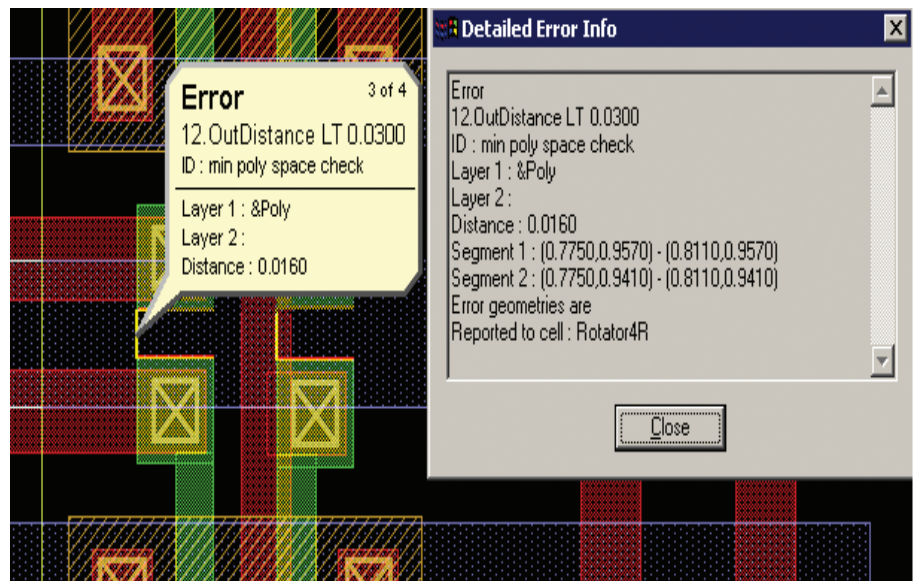 Error
3 of 4
12.OutDistance LT 0.0300
ID : min poly space check
Layer 1 : &Poly
Layer 2 :
Distance : 0.0160
Detailed Error Info
Error
12.OutDistance LT 0.0300
ID : min poly space check
Layer 1 : &Poly
Layer 2 :
Distance : 0.0160
Segment 1 : (0.7750,0.9570) - (0.8110,0.9570)
Segment 2 : (0.7750,0.9410) - (0.8110,0.9410)
Error geometries are
Reported to cell : Rotator4R
Close